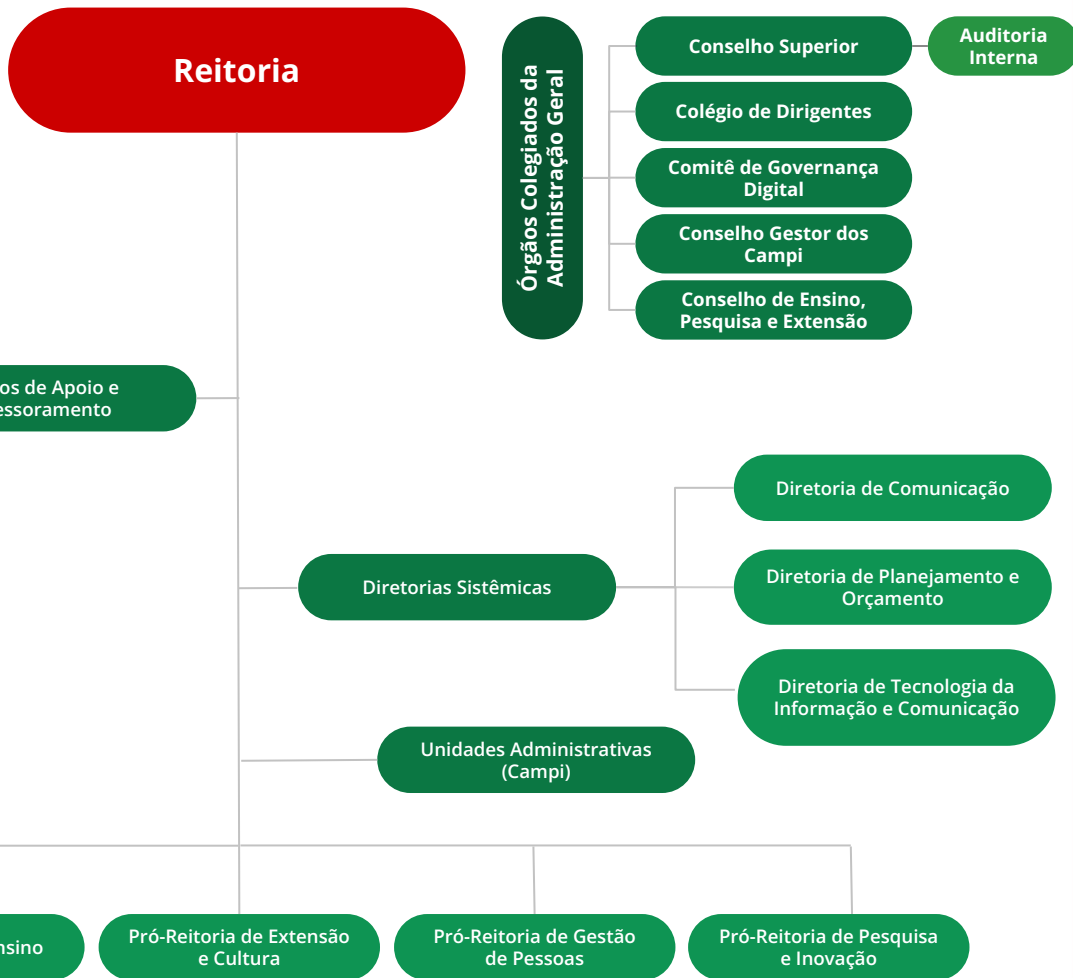 Reitoria
Órgãos Colegiados da
Administração Geral
Conselho Superior
Auditoria
Interna
Colégio de Dirigentes
Comitê de Governança
Digital
Conselho Gestor dos
Campi
Conselho de Ensino,
Pesquisa e Extensão
de Apoio e
Diretoria de Comunicação
Diretorias Sistêmicas
Diretoria de Planejamento e
Orçamento
Diretoria de Tecnologia da
Informação e Comunicação
Unidades Administrativas
(Campi)
Pró-Reitoria de Extensão
e Cultura
Pró-Reitoria de Gestão
de Pessoas
Pró-Reitoria de Pesquisa
e Inovação